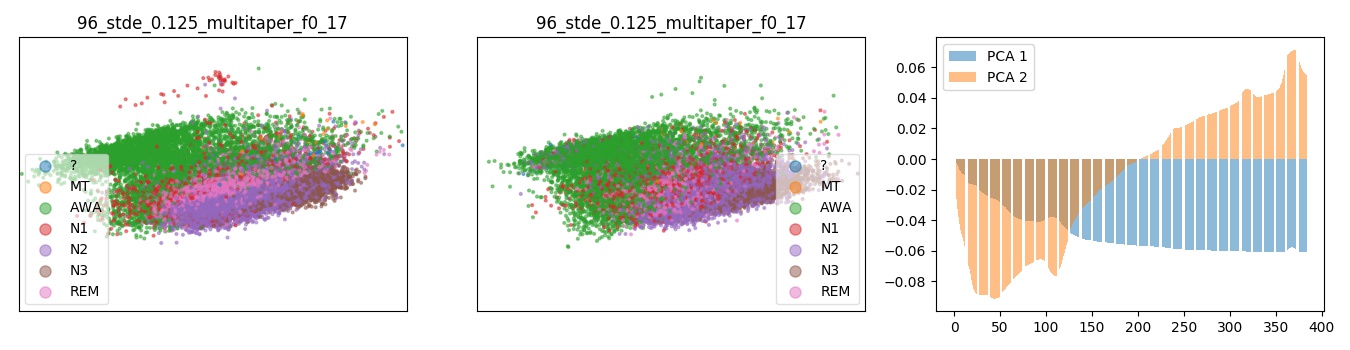 96_stde_0.125_multitaper_f0_17
?
MT
AWA
N1
N2
N3
REM
96_stde_0.125_multitaper_f0_17
?
MT
AWA
N1
N2
N3
REM
PCA 1
PCA 2
0.06
0.04
0.02
0.00
−0.02
−0.04
−0.06
−0.08
0 50 100 150 200 250 300 350 400